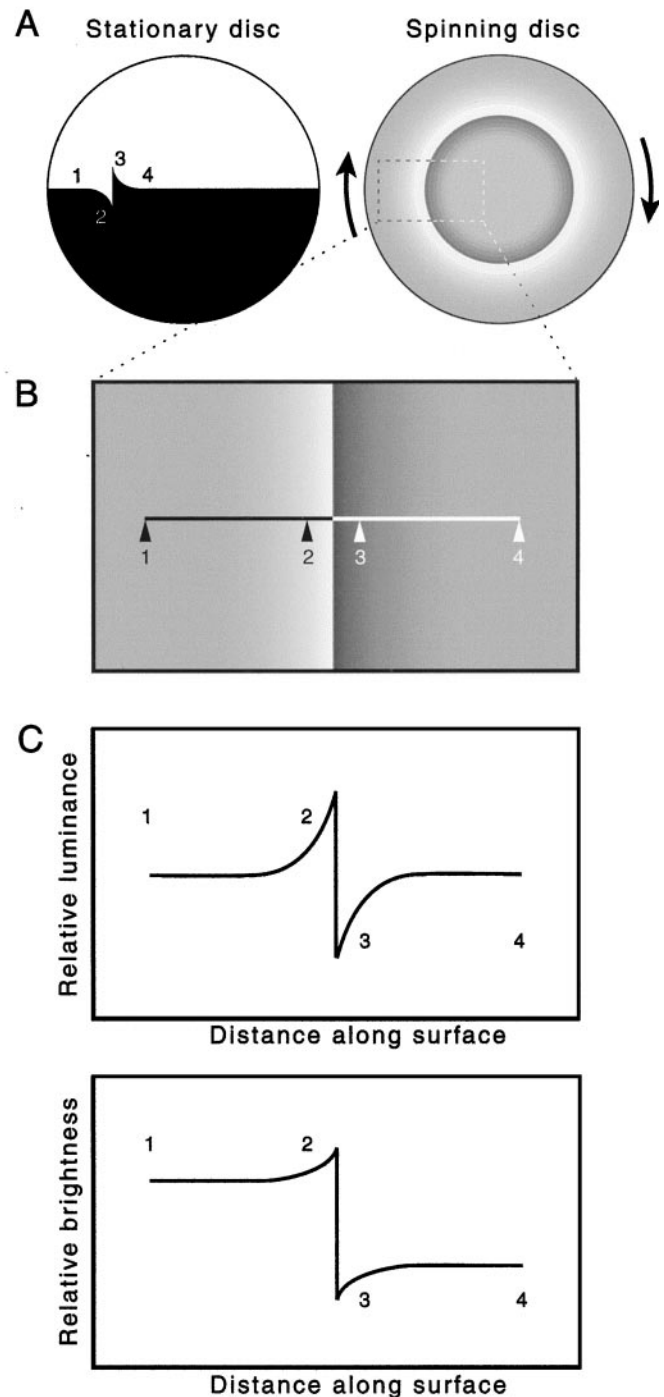 A
Stationary disc
Spinning disc
1
3
4
2
B
1
2
3
4
C
Relative luminance
1
2
3
4
Distance along surface
Relative brightness
1
2
3
4
Distance along surface